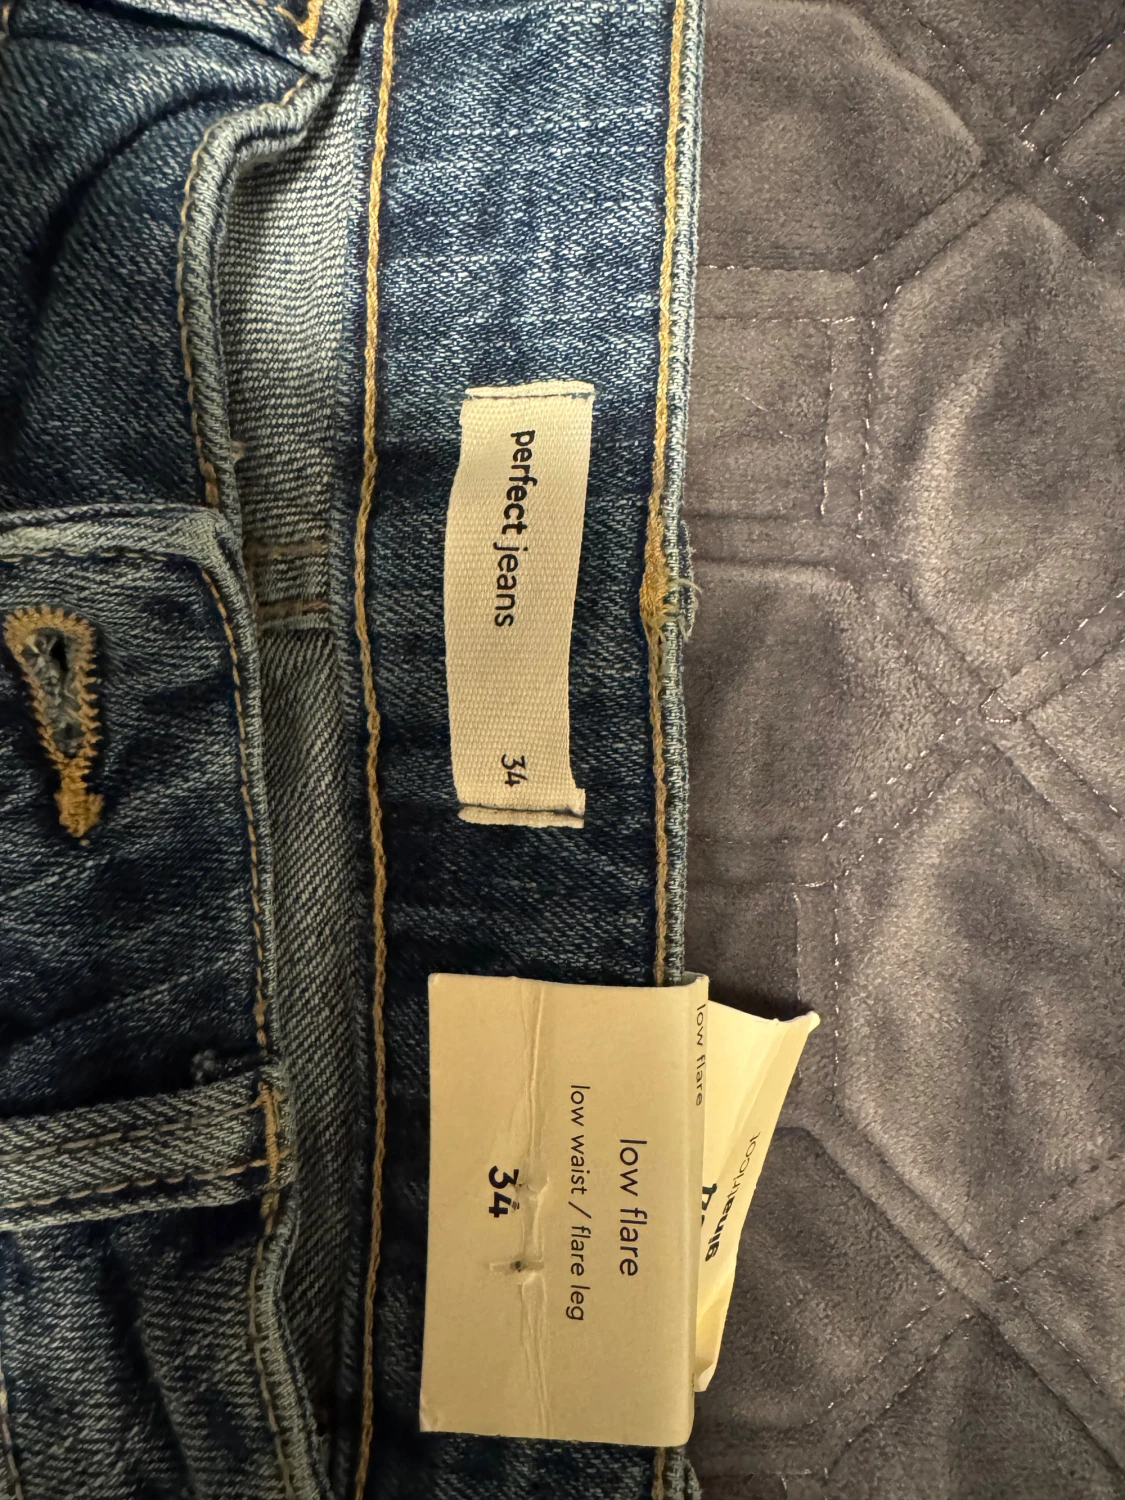 perfect jeans
34
low flare
low waist / flare leg
34
low flare